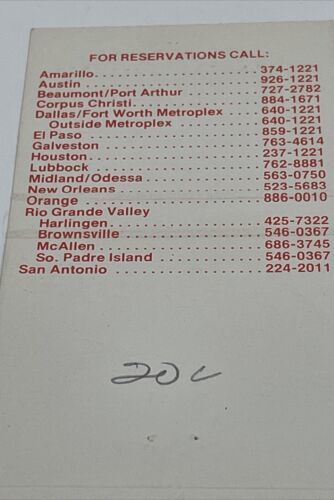 FOR RESERVATIONS CALL:
Amarillo. . . . . . . . . . . . . . . . . . . . . 374-1221
Austin . . . . . . . . . . . . . . . . . . . . . . 926-1221
Beaumont/Port Arthur . . . . . . . . . 727-2782
Corpus Christi. . . . . . . . . . . . . . . . 884-1671
Dallas/Fort Worth Metroplex . . . . 640-1221
Outside Metroplex . . . . . . . . . . 640-1221
El Paso . . . . . . . . . . . . . . . . . . . . . 859-1221
Galveston . . . . . . . . . . . . . . . . . . . 763-4614
Houston. . . . . . . . . . . . . . . . . . . . . 237-1221
Lubbock . . . . . . . . . . . . . . . . . . . . 762-8881
Midland/Odessa . . . . . . . . . . . . . . 563-0750
New Orleans . . . . . . . . . . . . . . . . . 523-5683
Orange . . . . . . . . . . . . . . . . . . . . . 886-0010
Rio Grande Valley
Harlingen. . . . . . . . . . . . . . . . . . 425-7322
Brownsville . . . . . . . . . . . . . . . . 546-0367
McAllen . . . . . . . . . . . . . . . . . . . 686-3745
So. Padre Island . . . . . . . . . . . . 546-0367
San Antonio . . . . . . . . . . . . . . . . . . 224-2011